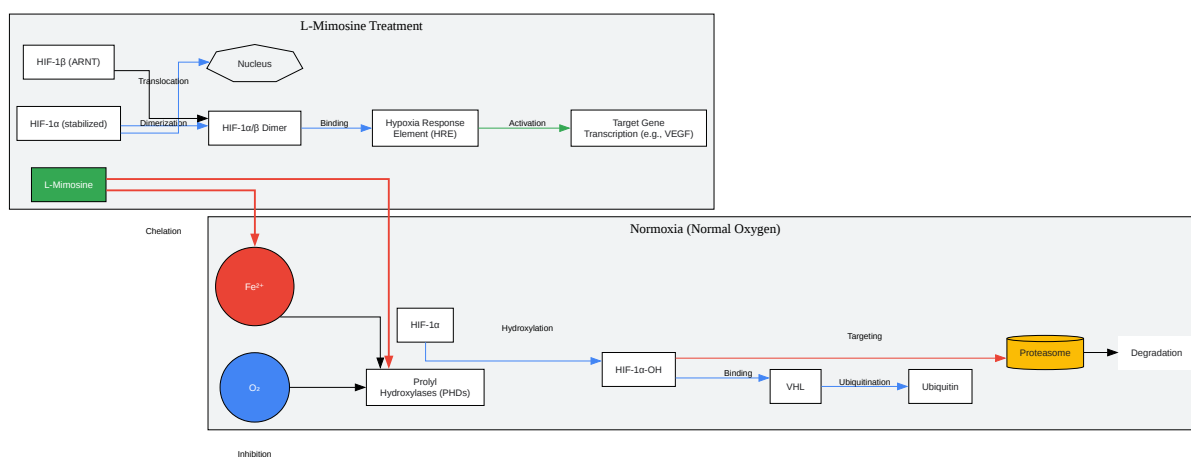 L-Mimosine Treatment
HIF-1β (ARNT)
Nucleus
Translocation
HIF-1α (stabilized)
Dimerization
HIF-1α/β Dimer
Binding
Hypoxia Response
Element (HRE)
Activation
Target Gene
Transcription (e.g., VEGF)
L-Mimosine
Chelation
Normoxia (Normal Oxygen)
Fe²⁺
HIF-1α
Hydroxylation
Targeting
Proteasome
Degradation
O₂
Prolyl
Hydroxylases (PHDs)
HIF-1α-OH
Binding
VHL
Ubiquitination
Ubiquitin
Inhibition